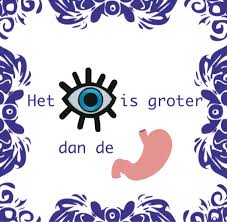 Het is groter
dan de